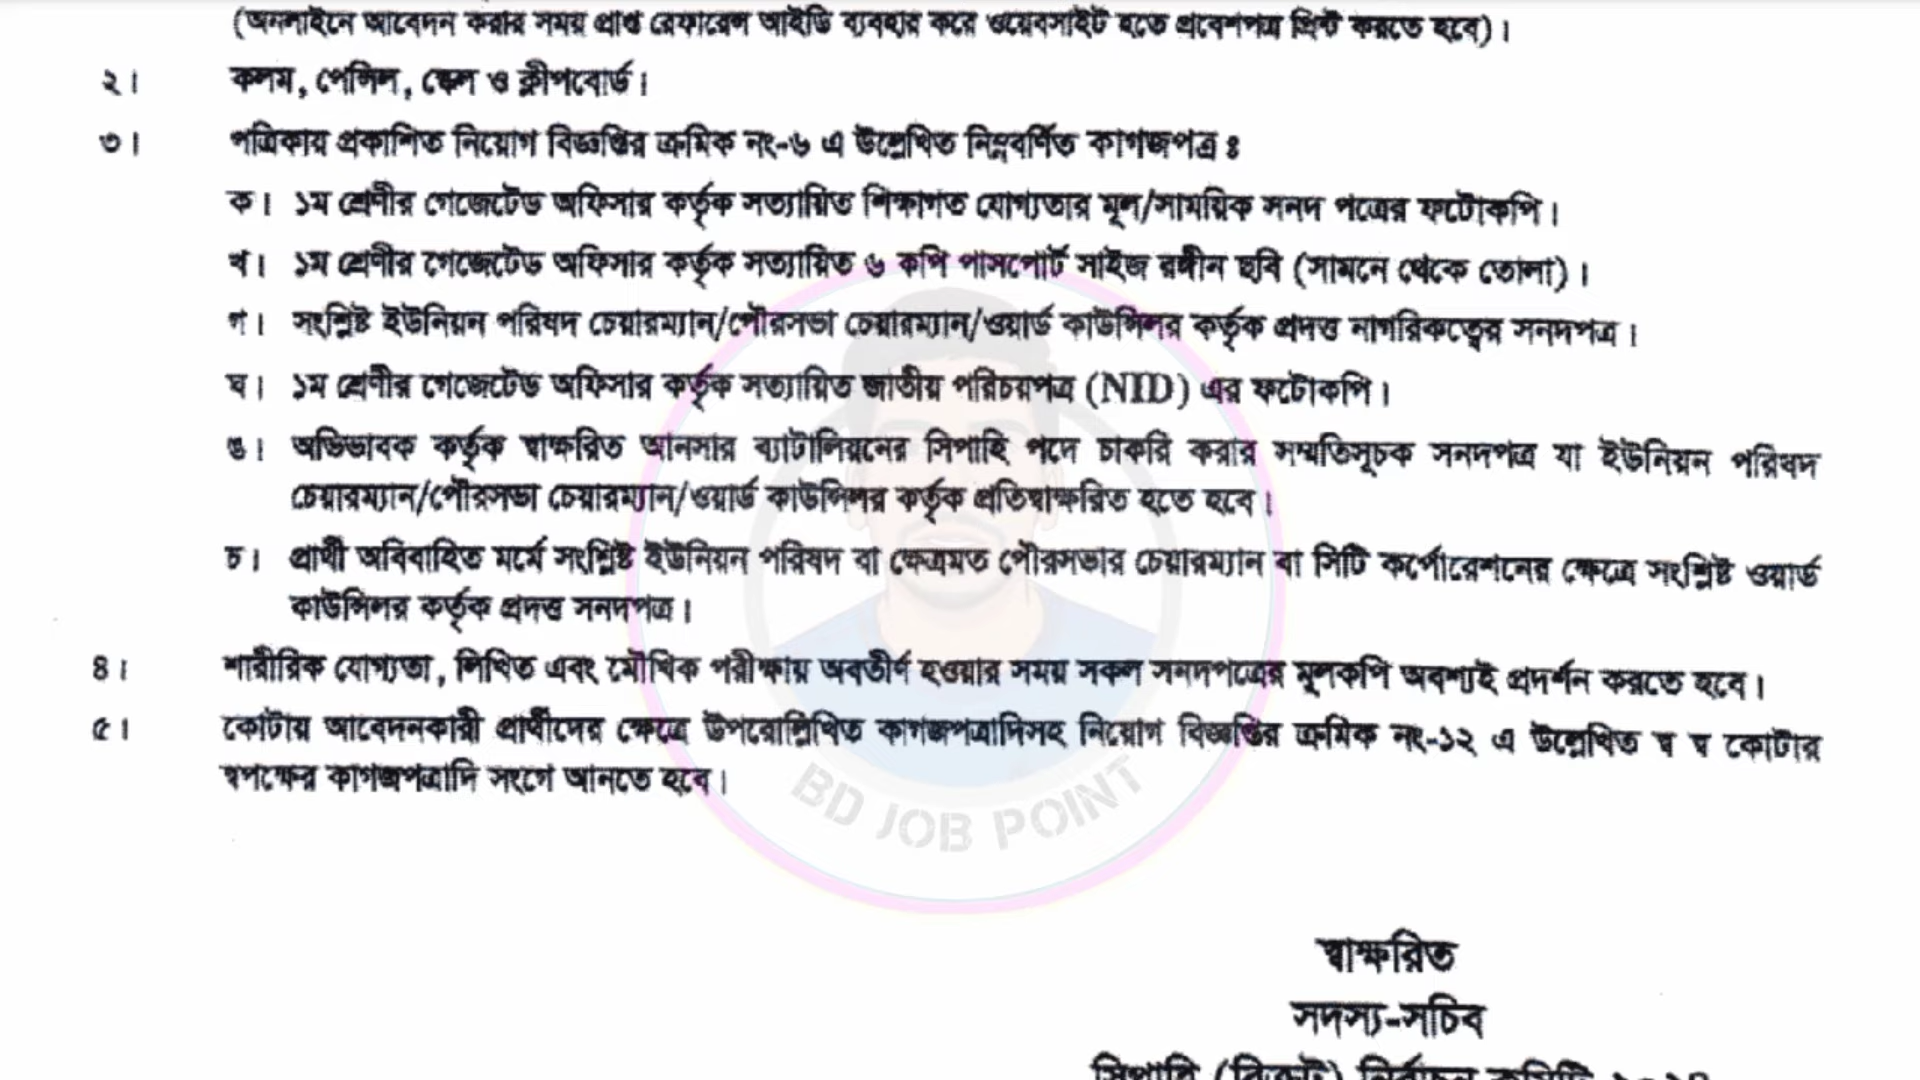 (অনলাইনে আবেদন করার সময় প্রাপ্ত রেফারেন্স আইডি ব্যবহার করে ওয়েবসাইট হতে প্রবেশপত্র প্রিন্ট করতে হবে)।
২। কলম, পেন্সিল, স্কেল ও ক্লীপবোর্ড।
৩। পত্রিকায় প্রকাশিত নিয়োগ বিজ্ঞপ্তির ক্রমিক নং-৬ এ উল্লেখিত নিম্নবর্ণিত কাগজপত্র ঃ
ক। ১ম শ্রেণীর গেজেটেড অফিসার কর্তৃক সত্যায়িত শিক্ষাগত যোগ্যতার মূল/সাময়িক সনদ পত্রের ফটোকপি।
খ। ১ম শ্রেণীর গেজেটেড অফিসার কর্তৃক সত্যায়িত ৬ কপি পাসপোর্ট সাইজ রঙ্গীন ছবি (সামনে থেকে তোলা)।
গ। সংশ্লিষ্ট ইউনিয়ন পরিষদ চেয়ারম্যান/পৌরসভা চেয়ারম্যান/ওয়ার্ড কাউন্সিলর কর্তৃক প্রদত্ত নাগরিকত্বের সনদপত্র।
ঘ। ১ম শ্রেণীর গেজেটেড অফিসার কর্তৃক সত্যায়িত জাতীয় পরিচয়পত্র (NID) এর ফটোকপি।
ঙ। অভিভাবক কর্তৃক স্বাক্ষরিত আনসার ব্যাটালিয়নের সিপাহি পদে চাকরি করার সম্মতিসূচক সনদপত্র যা ইউনিয়ন পরিষদ
চেয়ারম্যান/পৌরসভা চেয়ারম্যান/ওয়ার্ড কাউন্সিলর কর্তৃক প্রতিস্বাক্ষরিত হতে হবে।
চ। প্রার্থী অবিবাহিত মর্মে সংশ্লিষ্ট ইউনিয়ন পরিষদ বা ক্ষেত্রমত পৌরসভার চেয়ারম্যান বা সিটি কর্পোরেশনের ক্ষেত্রে সংশ্লিষ্ট ওয়ার্ড
কাউন্সিলর কর্তৃক প্রদত্ত সনদপত্র।
৪। শারীরিক যোগ্যতা, লিখিত এবং মৌখিক পরীক্ষায় অবতীর্ণ হওয়ার সময় সকল সনদপত্রের মূলকপি অবশ্যই প্রদর্শন করতে হবে।
৫। কোটায় আবেদনকারী প্রার্থীদের ক্ষেত্রে উপরোল্লিখিত কাগজপত্রাদিসহ নিয়োগ বিজ্ঞপ্তির ক্রমিক নং-১২ এ উল্লেখিত স্ব স্ব কোটার
স্বপক্ষের কাগজপত্রাদি সংগে আনতে হবে।
BD JOB POINT
স্বাক্ষরিত
সদস্য-সচিব
সিপাহি (রিক্রুট) নির্বাচন কমিটি